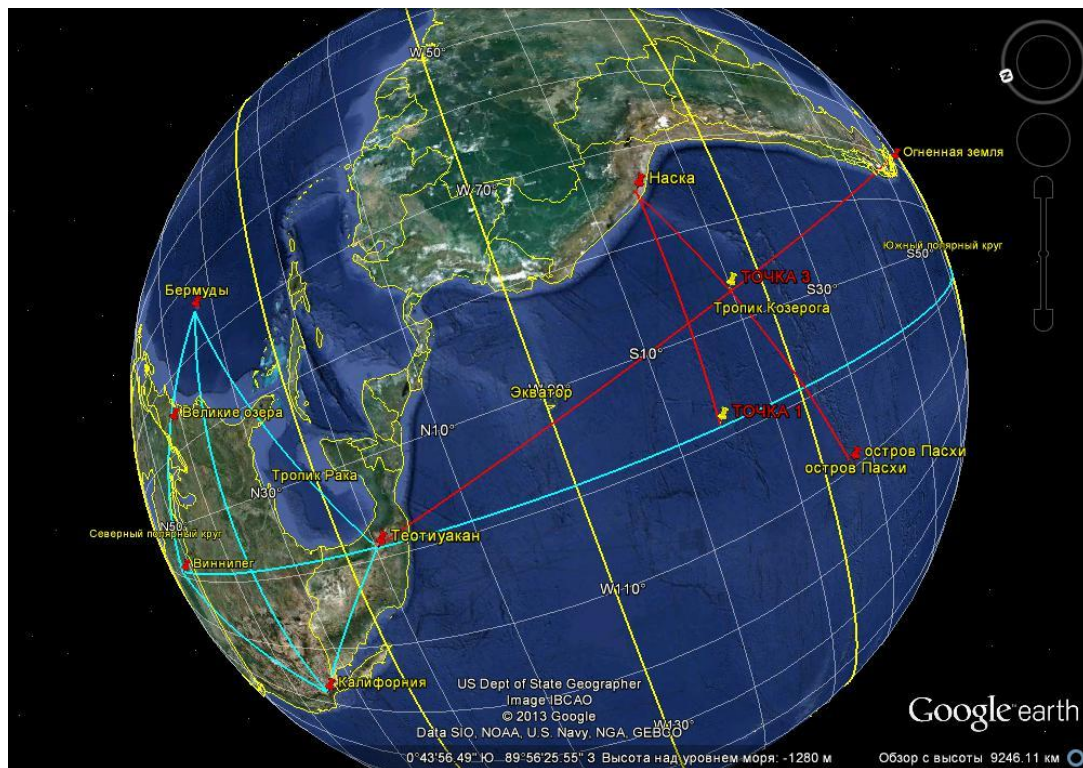 W 50°
N
Огненная земля
Наска
W 70°
Южный полярный круг
S50°
ТОЧКА 3
Бермуды
S30°
Тропик Козерога
S10°
Экватор
Великие озера
ТОЧКА 1
N10°
остров Пасхи
остров Пасхи
Тропик Рака
N30°
N50°
Северный полярный круг
Теотиуакан
Виннипег
W110°
Калифорния
US Dept of State Geographer
Image IBCAO
© 2013 Google
Data SIO, NOAA, U.S. Navy, NGA, GEBCO
W130°
Google earth
0°43'56.49" Ю 89°56'25.55" З Высота над уровнем моря: -1280 м Обзор с высоты 9246.11 км